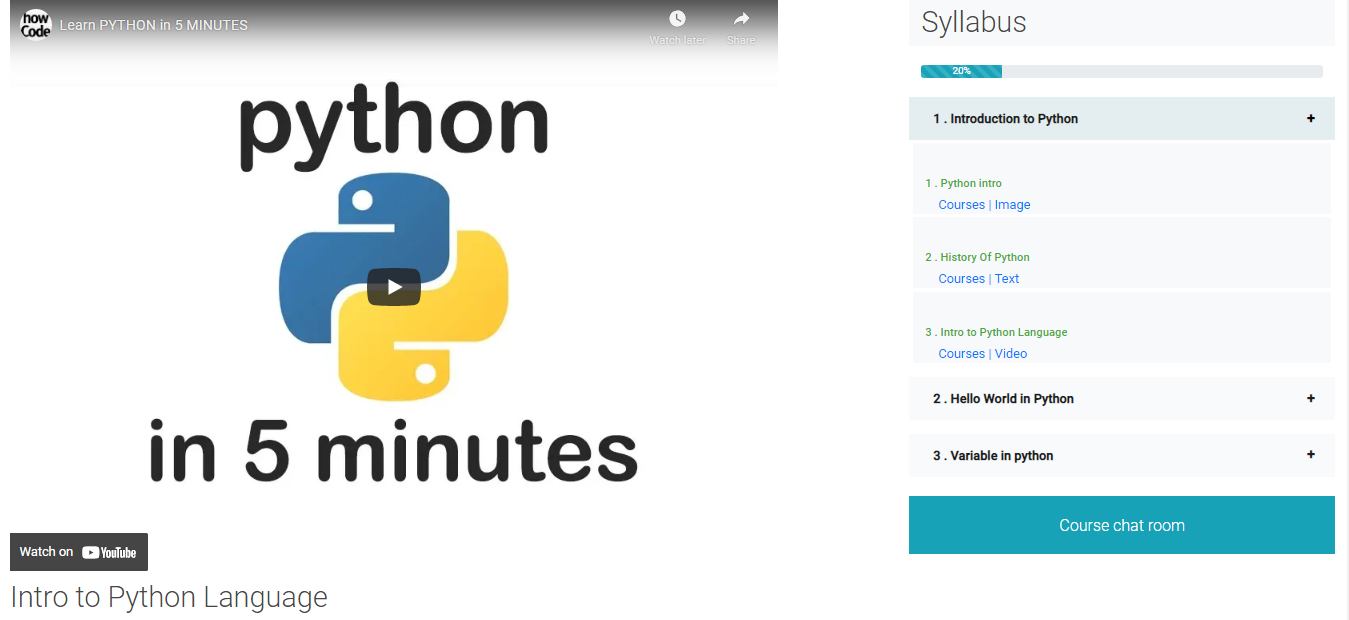 how
Code
Learn PYTHON in 5 MINUTES
Watch later
Share
python
in 5 minutes
Watch on YouTube
Intro to Python Language
Syllabus
20%
1 . Introduction to Python +
1 . Python intro
Courses | Image
2 . History Of Python
Courses | Text
3 . Intro to Python Language
Courses | Video
2 . Hello World in Python +
3 . Variable in python +
Course chat room